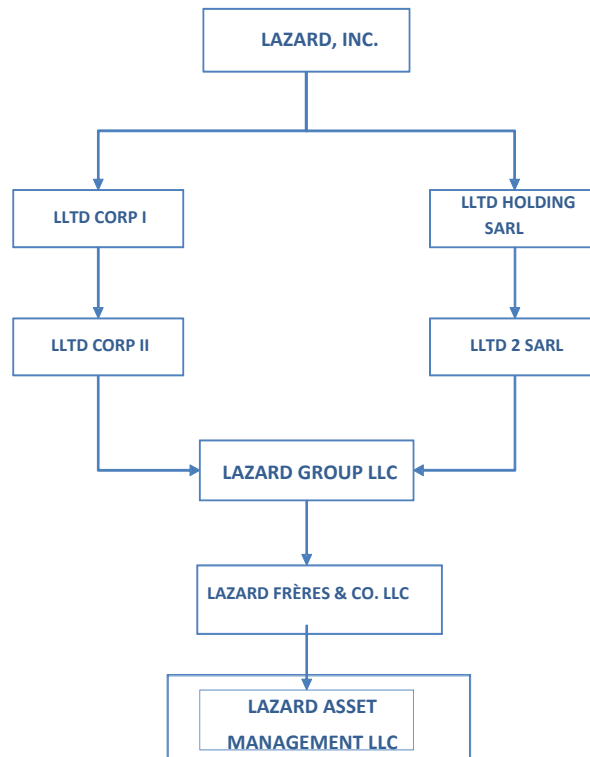 LAZARD, INC.
LLTD CORP I
LLTD HOLDING
SARL
LLTD CORP II
LLTD 2 SARL
LAZARD GROUP LLC
LAZARD FRÈRES & CO. LLC
LAZARD ASSET
MANAGEMENT LLC